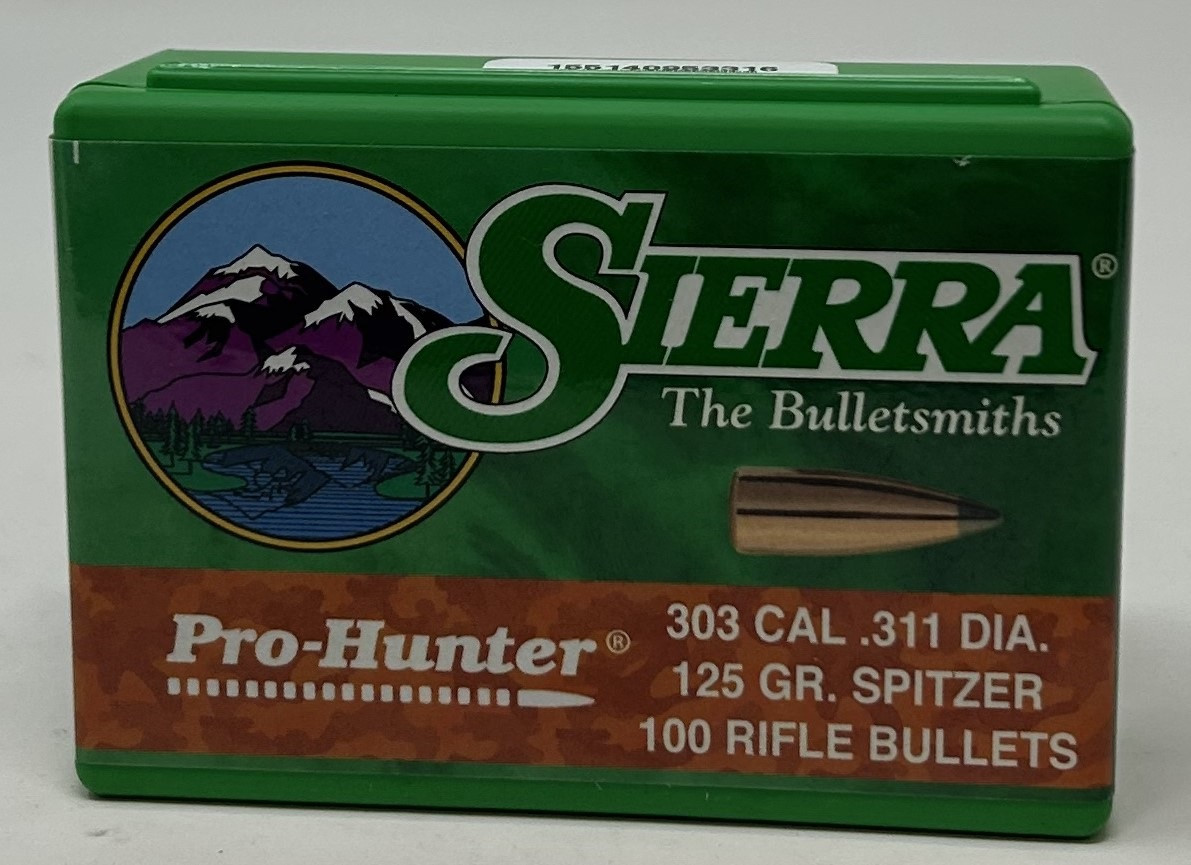 SIERRA®
The Bulletsmiths
Pro-Hunter®
303 CAL .311 DIA.
125 GR. SPITZER
100 RIFLE BULLETS